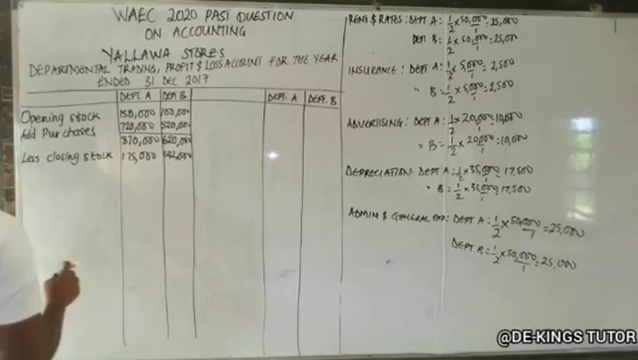 WAEC 2020 PAST QUESTION
ON ACCOUNTING
YALLAWA STORES
DEPARTMENTAL TRADING, PROFIT & LOSS ACCOUNT FOR THE YEAR
ENDED 31 DEC 2017
DEPT A DEPT B DEPT. A DEPT. B
Opening stock 150,000 100,000
Add Purchases 720,000 520,000
870,000 620,000
Less closing stock 175,000
RENT & RATES: DEPT A: 1/2 x 50,000/1 = 25,000
DEPT B: 1/2 x 50,000/1 = 25,000
INSURANCE: DEPT A: 1/2 x 5,000/1 = 2,500
" B = 1/2 x 5,000/1 = 2,500
ADVERTISING: DEPT A: 1/2 x 20,000/1 = 10,000
" B = 1/2 x 20,000/1 = 10,000
DEPRECIATION: DEPT A: 1/2 x 35,000/1 = 17,500
" B = 1/2 x 35,000/1 = 17,500
ADMIN & GENERAL EXP: DEPT A: 1/2 x 50,000/1 = 25,000
DEPT B = 1/2 x 50,000/1 = 25,000
@DE-KINGS TUTOR